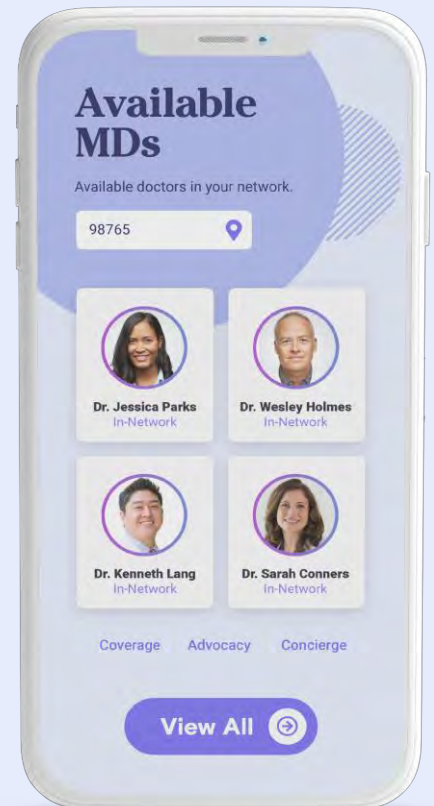 Available
MDs
Available doctors in your network.
98765
Dr. Jessica Parks
In-Network
Dr. Wesley Holmes
In-Network
Dr. Kenneth Lang
In-Network
Dr. Sarah Conners
In-Network
Coverage Advocacy Concierge
View All